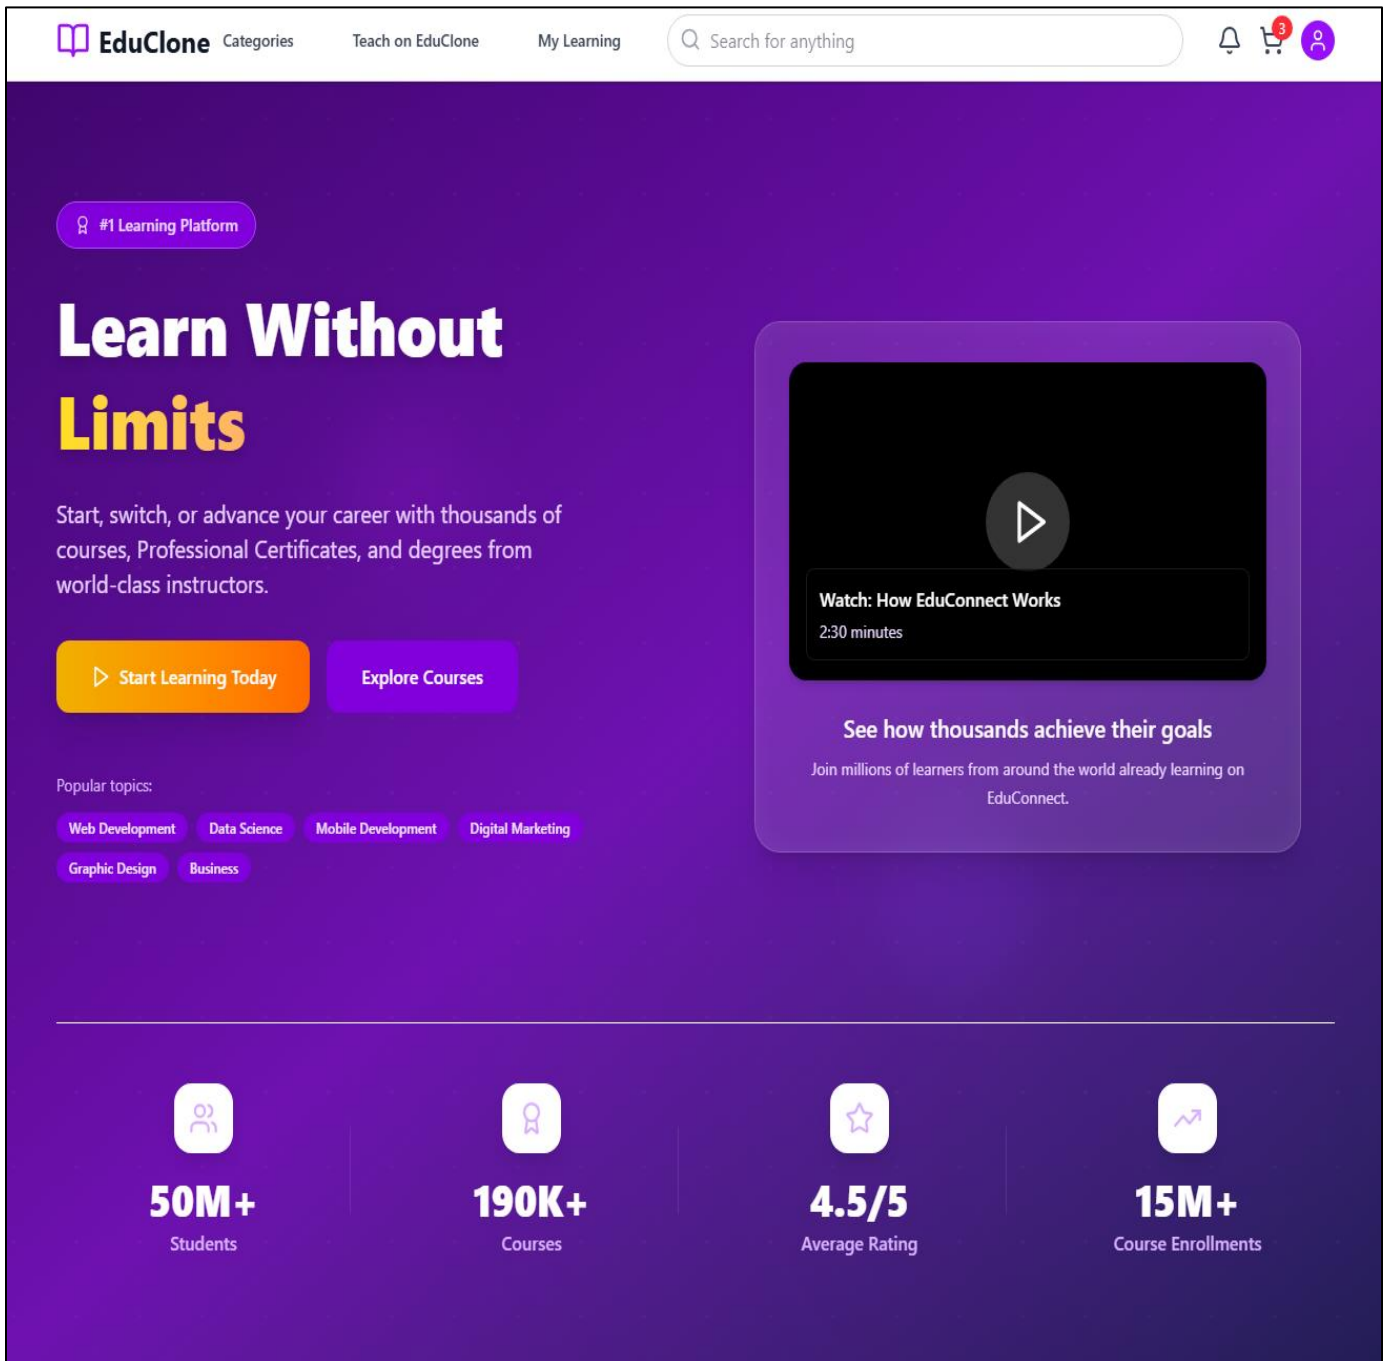 EduClone
Categories
Teach on EduClone
My Learning
Search for anything
3
#1 Learning Platform
Learn Without
Limits
Start, switch, or advance your career with thousands of
courses, Professional Certificates, and degrees from
world-class instructors.
Start Learning Today
Explore Courses
Popular topics:
Web Development
Data Science
Mobile Development
Digital Marketing
Graphic Design
Business
Watch: How EduConnect Works
2:30 minutes
See how thousands achieve their goals
Join millions of learners from around the world already learning on
EduConnect.
50M+
Students
190K+
Courses
4.5/5
Average Rating
15M+
Course Enrollments